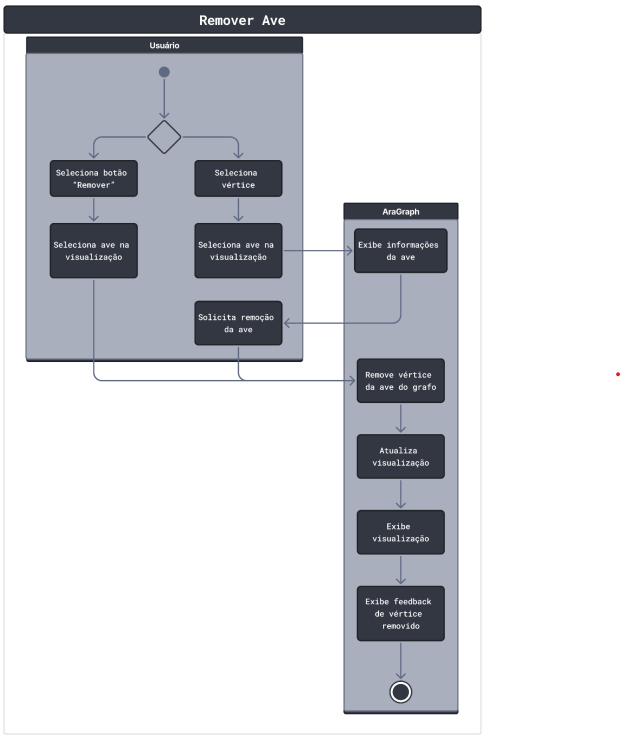 Remover Ave
Usuário
Seleciona botão
"Remover"
Seleciona
vértice
Seleciona ave na
visualização
Seleciona ave na
visualização
Solicita remoção
da ave
AraGraph
Exibe informações
da ave
Remove vértice
da ave do grafo
Atualiza
visualização
Exibe
visualização
Exibe feedback
de vértice
removido